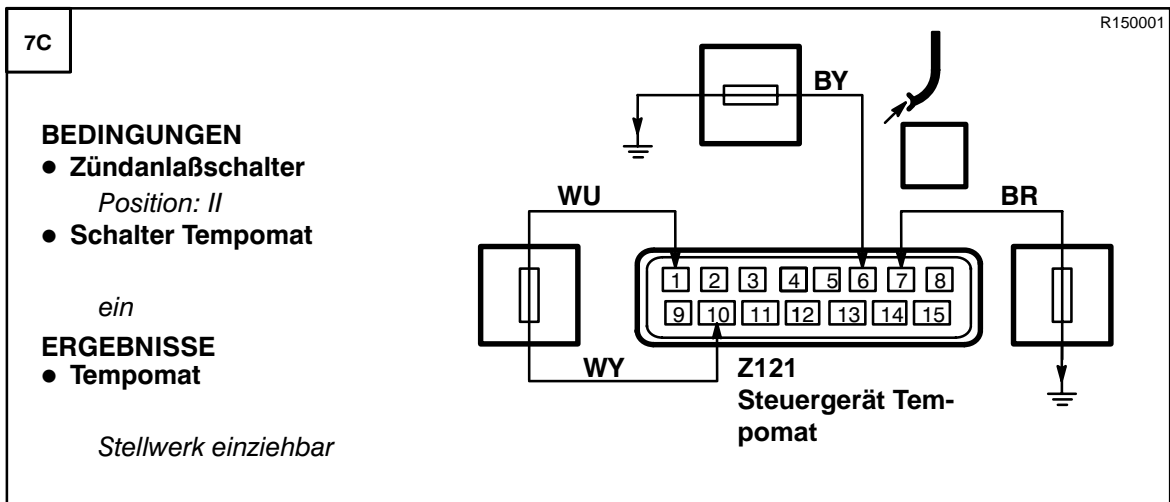 7C
R150001
BEDINGUNGEN
● Zündanlaßschalter
Position: II
● Schalter Tempomat
ein
ERGEBNISSE
● Tempomat
Stellwerk einziehbar
BY
WU
BR
1 2 3 4 5 6 7 8
9 10 11 12 13 14 15
WY
Z121
Steuergerät Tem-
pomat